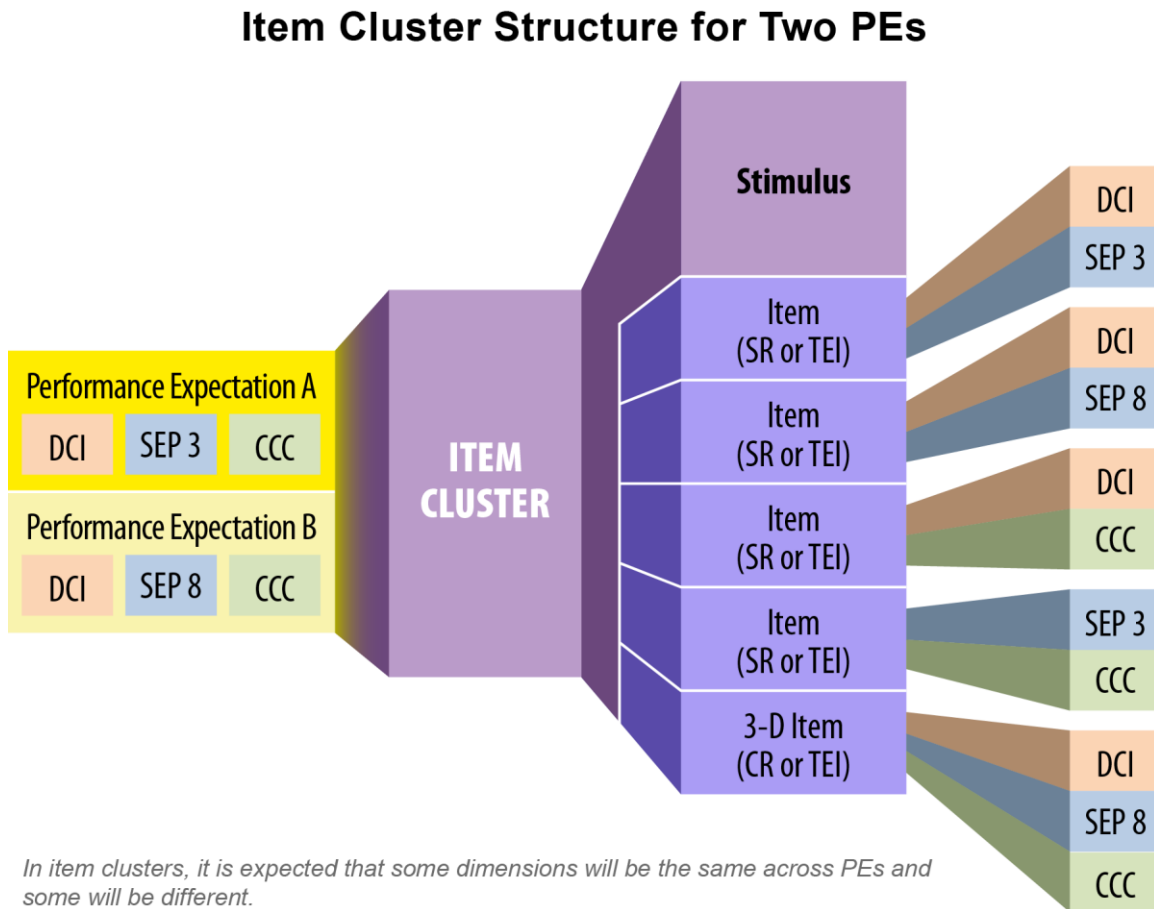 Item Cluster Structure for Two PEs
Performance Expectation A
DCI
SEP 3
CCC
Performance Expectation B
DCI
SEP 8
CCC
ITEM
CLUSTER
Stimulus
Item
(SR or TEI)
Item
(SR or TEI)
Item
(SR or TEI)
Item
(SR or TEI)
3-D Item
(CR or TEI)
DCI
SEP 3
DCI
SEP 8
DCI
CCC
SEP 3
CCC
DCI
SEP 8
CCC
In item clusters, it is expected that some dimensions will be the same across PEs and
some will be different.